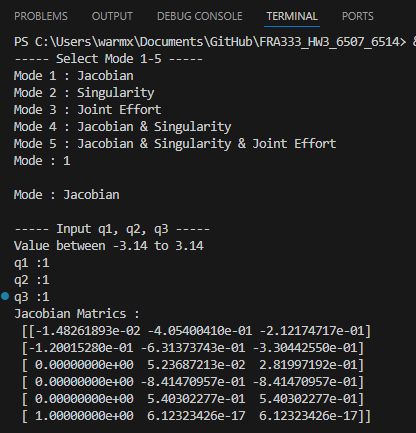 PROBLEMS OUTPUT DEBUG CONSOLE TERMINAL PORTS
PS C:\Users\warmx\Documents\GitHub\FRA333_HW3_6507_6514> &
----- Select Mode 1-5 -----
Mode 1 : Jacobian
Mode 2 : Singularity
Mode 3 : Joint Effort
Mode 4 : Jacobian & Singularity
Mode 5 : Jacobian & Singularity & Joint Effort
Mode : 1
Mode : Jacobian
----- Input q1, q2, q3 -----
Value between -3.14 to 3.14
q1 :1
q2 :1
q3 :1
Jacobian Matrics :
[[-1.48261893e-02 -4.05400410e-01 -2.12174717e-01]
[-1.20015280e-01 -6.31373743e-01 -3.30442550e-01]
[ 0.00000000e+00 5.23687213e-02 2.81997192e-01]
[ 0.00000000e+00 -8.41470957e-01 -8.41470957e-01]
[ 0.00000000e+00 5.40302277e-01 5.40302277e-01]
[ 1.00000000e+00 6.12323426e-17 6.12323426e-17]]